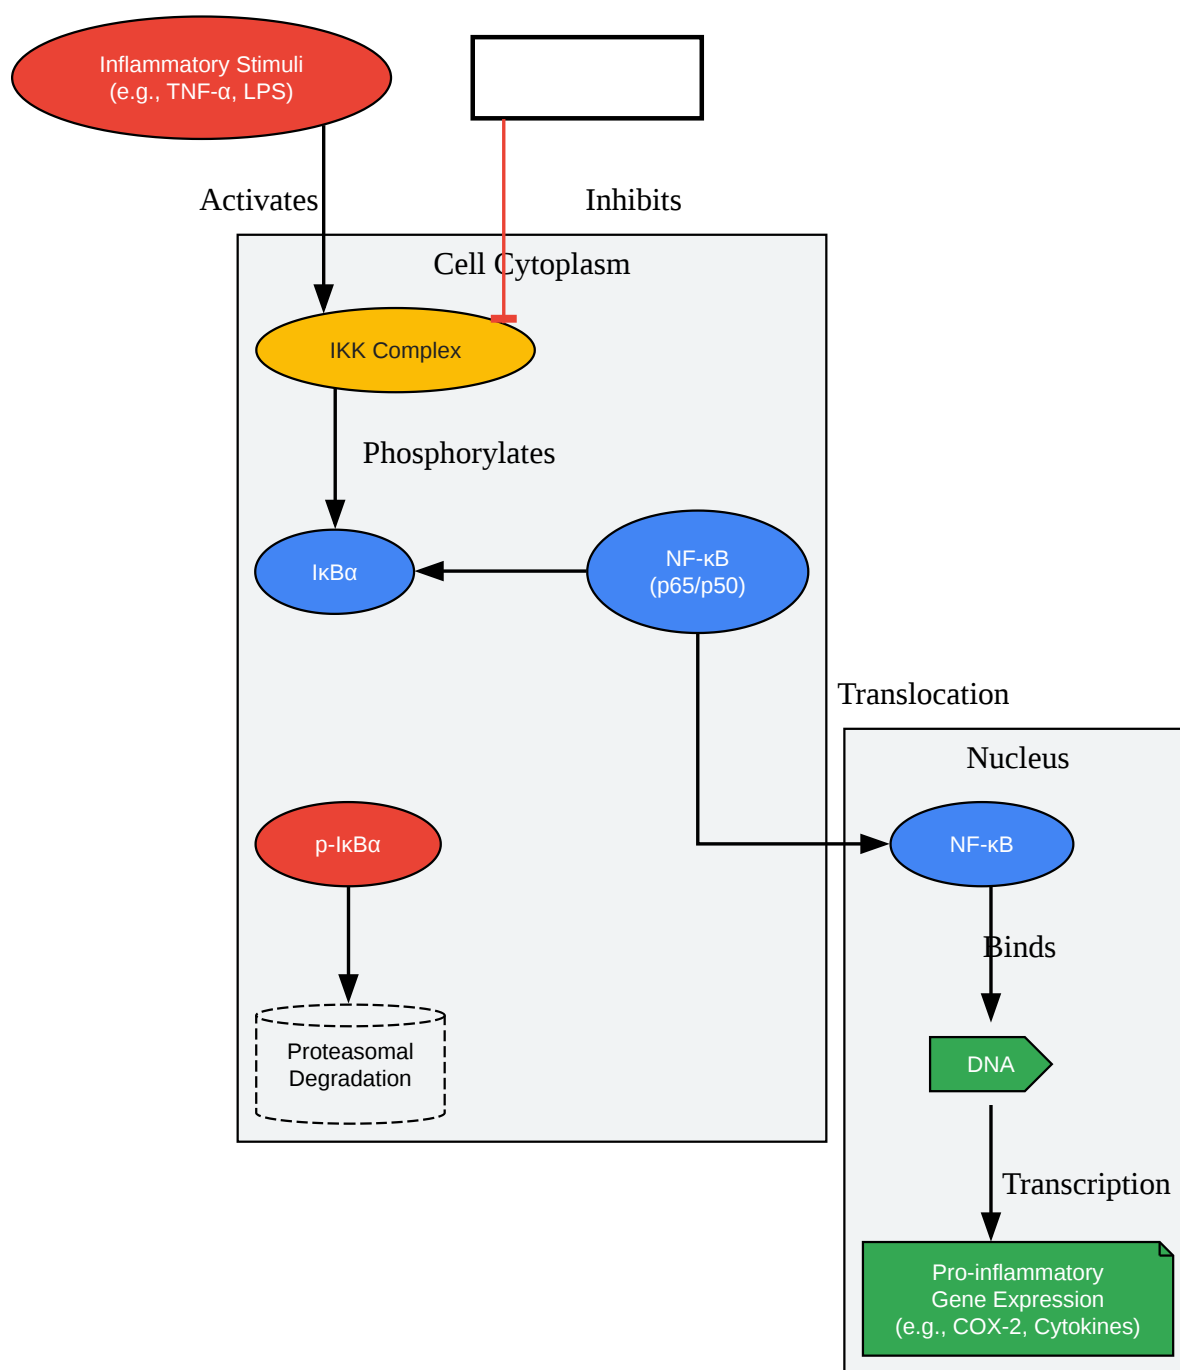 Inflammatory Stimuli
(e.g., TNF-α, LPS)
Activates
Inhibits
Cell Cytoplasm
IKK Complex
Phosphorylates
IκBα
NF-κB
(p65/p50)
Translocation
Nucleus
p-IκBα
NF-κB
Binds
Proteasomal
Degradation
DNA
Transcription
Pro-inflammatory
Gene Expression
(e.g., COX-2, Cytokines)